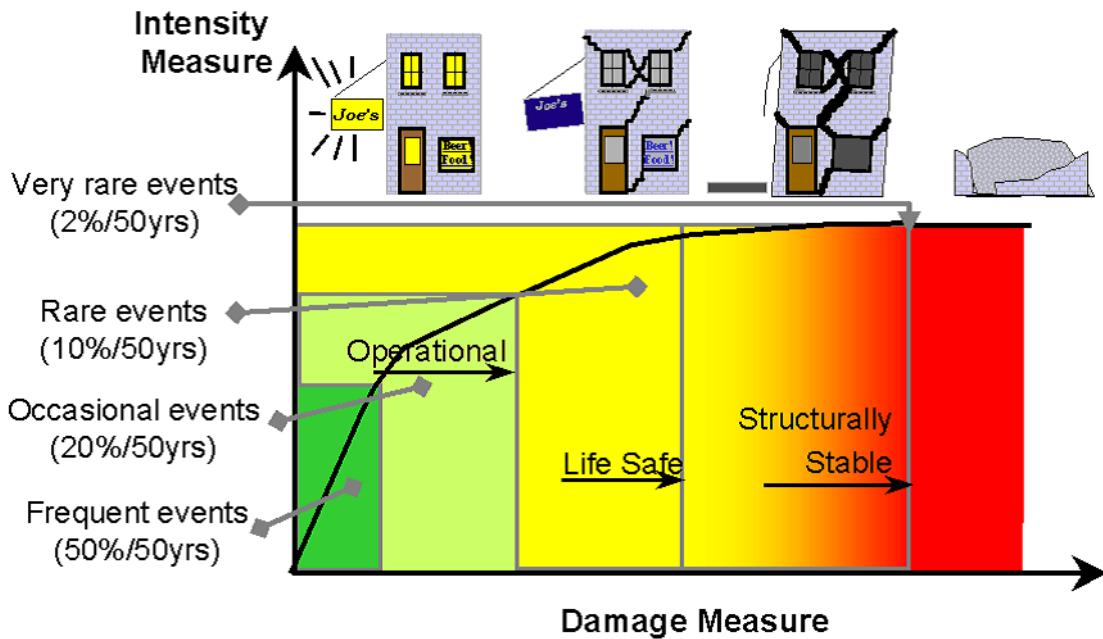 Intensity
Measure
Joe's
Beer!
Food!
Joe's
Beer!
Food!
Very rare events
(2%/50yrs)
Rare events
(10%/50yrs)
Operational
Occasional events
(20%/50yrs)
Structurally
Stable
Life Safe
Frequent events
(50%/50yrs)
Damage Measure